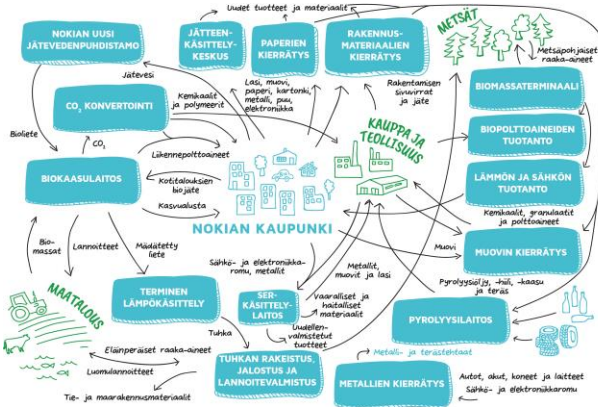 NOKIAN UUSI
JÄTEVEDENPUHDISTAMO
Uudet tuotteet ja materiaalit
JÄTTEEN-
KÄSITTELY-
KESKUS
PAPERIEN
KIERRÄTYS
RAKENNUS-
MATERIAALIEN
KIERRÄTYS
METSÄT
Metsäpohjaiset
raaka-aineet
Jätevesi
Kemikaalit
ja polymeerit
Lasi, muovi,
paperi, kartonki,
metalli, puu,
elektroniikka
Rakentamisen
sivuvirrat
ja jäte
BIOMASSATERMINAALI
CO₂ KONVERTOINTI
Bioliete
CO₂
Liikennepolttoaineet
KAUPPA JA
TEOLLISUUS
BIOPOLTTOAINEIDEN
TUOTANTO
BIOKAASULAITOS
Kotitalouksien
biojäte
Kasvualusta
LÄMMÖN JA SÄHKÖN
TUOTANTO
NOKIAN KAUPUNKI
Kemikaalit, granulaatit
ja polttoaineet
Bio-
massat
Lannoitteet
Mädätetty
liete
Sähkö- ja elektroniikka-
romu, metallit
Metallit,
muovit ja lasi
Muovi
MUOVIN KIERRÄTYS
MAATALOUS
TERMINEN
LÄMPÖKÄSITTELY
SER-
KÄSITTELY-
LAITOS
Vaaralliset ja
haitalliset
materiaalit
Pyrolyysiöljy, -hiili, -kaasu
ja teräs
PYROLYYSILAITOS
Tuhka
Uudellen-
valmistetut
tuotteet
Eläinperäiset raaka-aineet
Luomulannoitteet
TUHKAN RAKEISTUS,
JALOSTUS JA
LANNOITEVALMISTUS
Metalli- ja terästehtaat
METALLIEN KIERRÄTYS
Autot, akut, koneet ja laitteet
Sähkö- ja elektroniikkaromu
Tie- ja maarakennusmateriaalit